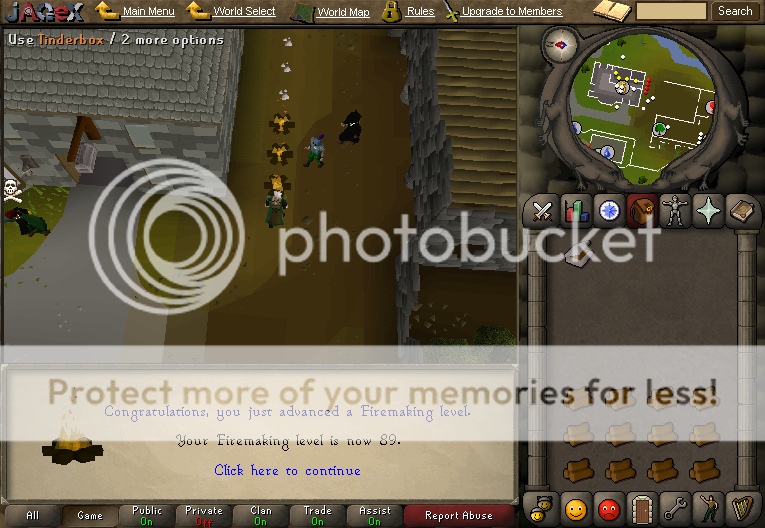 JAGeX Main Menu World Select World Map Rules Upgrade to Members Search
Use Tinderbox / 2 more options
photobucket
Protect more of your memories for less!
Congratulations, you just advanced a Firemaking level.
Your Firemaking level is now 89.
Click here to continue
All Game Public On Private Off Clan On Trade On Assist On Report Abuse